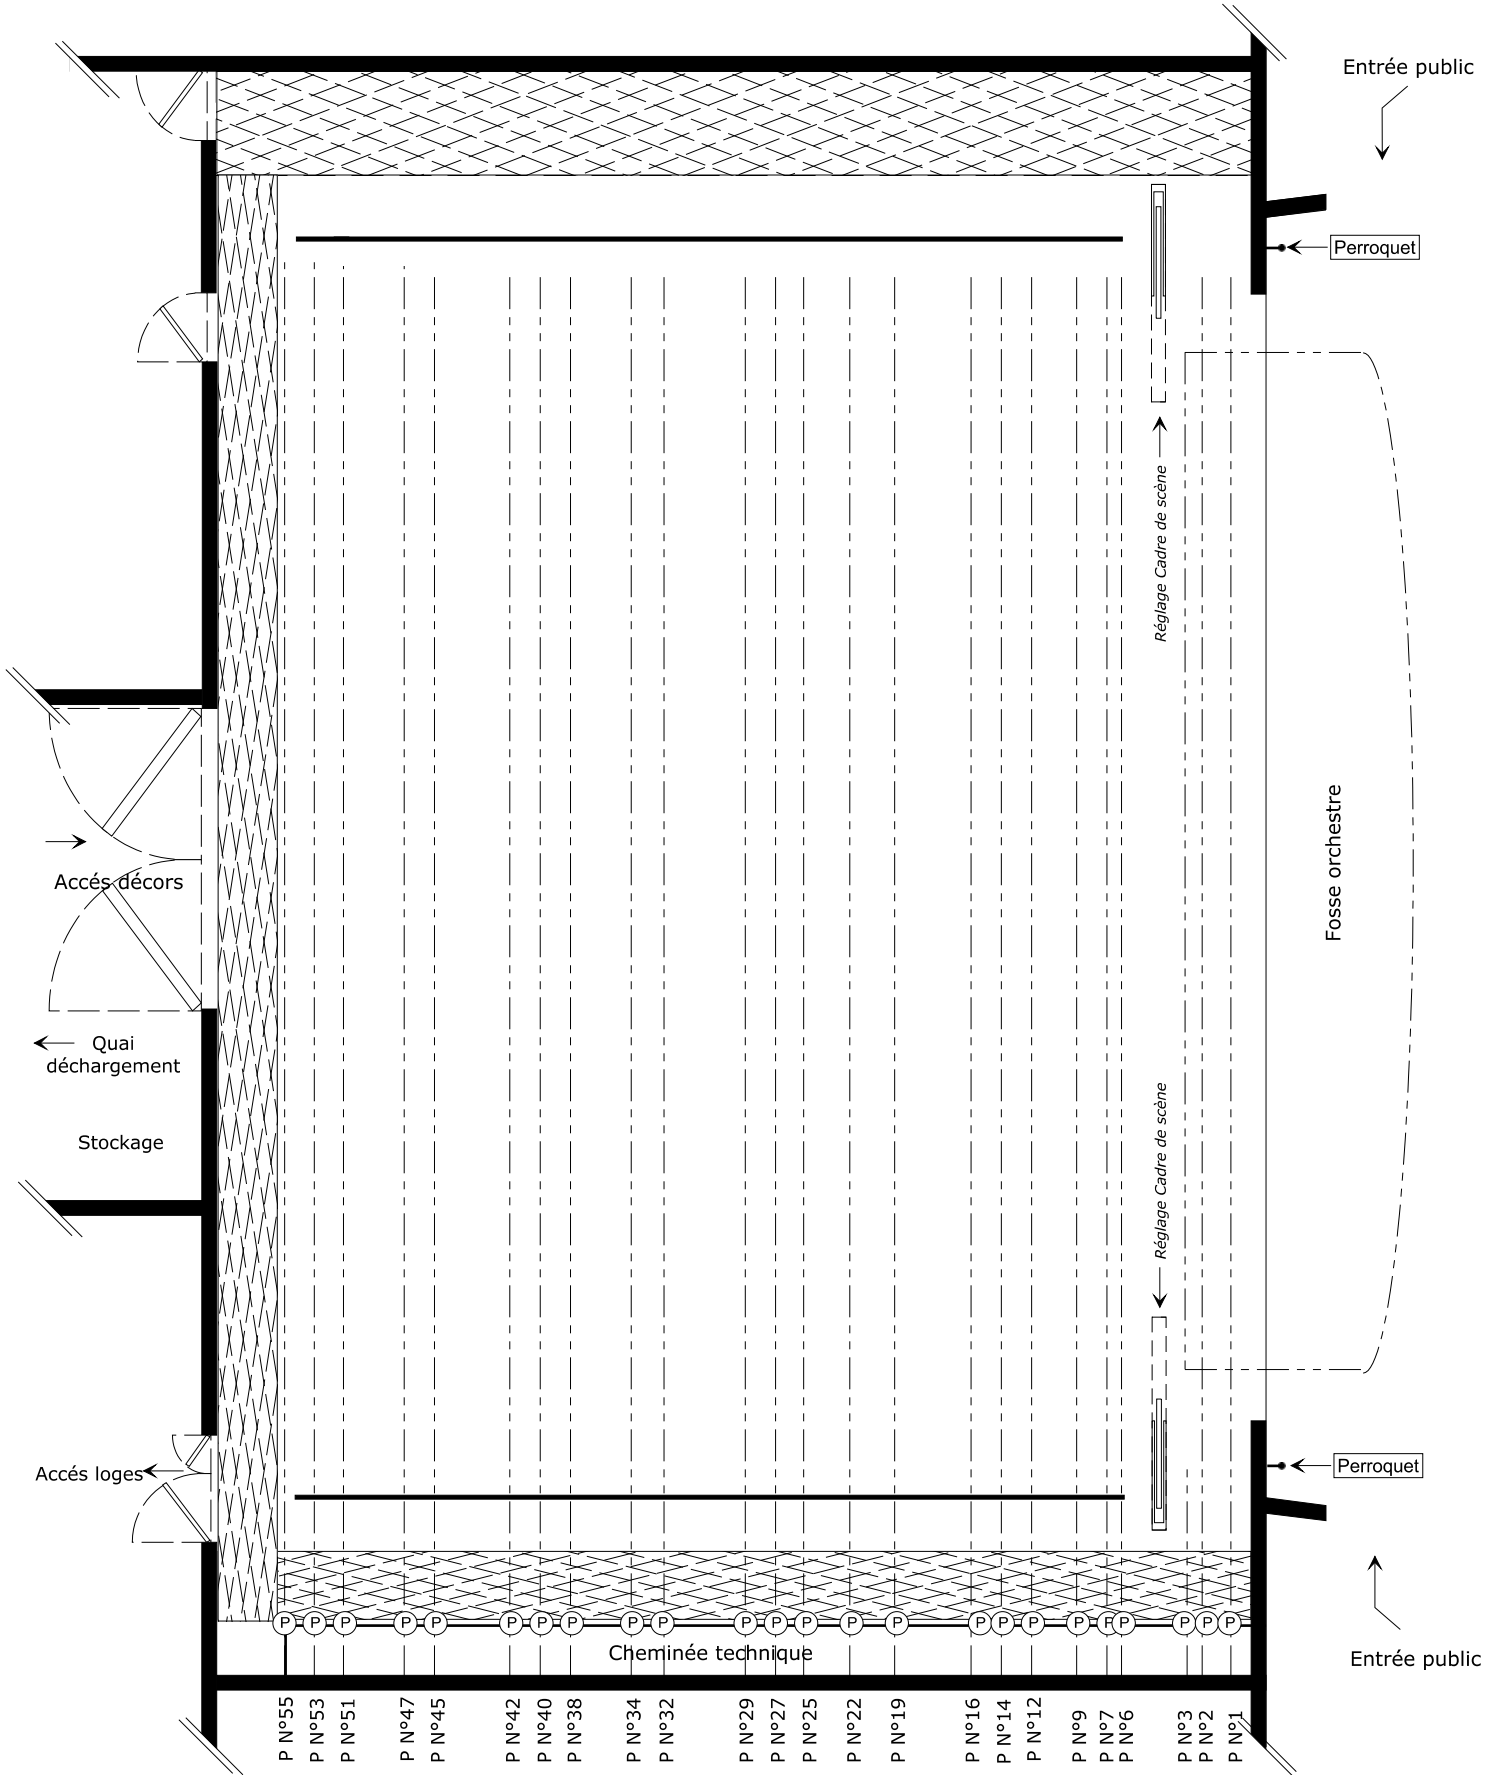 Entrée public
Perroquet
Réglage Cadre de scène
Fosse orchestre
Accés décors
Quai
déchargement
Réglage Cadre de scène
Stockage
Accés loges
Perroquet
P P P P P P P P P P P P P P P P P P P P P P P P
Cheminée technique
Entrée public
P N°55
P N°53
P N°51
P N°47
P N°45
P N°42
P N°40
P N°38
P N°34
P N°32
P N°29
P N°27
P N°25
P N°22
P N°19
P N°16
P N°14
P N°12
P N°9
P N°7
P N°6
P N°3
P N°2
P N°1